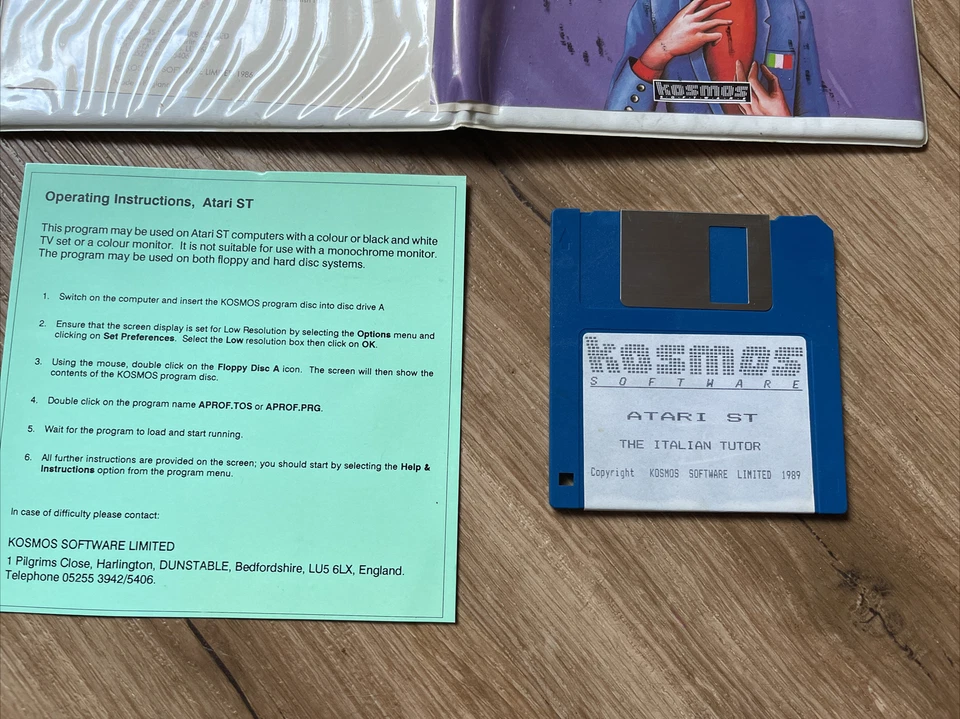 SOFTWARE LIMITED 1986
kosmos
Operating Instructions, Atari ST
This program may be used on Atari ST computers with a colour or black and white
TV set or a colour monitor. It is not suitable for use with a monochrome monitor.
The program may be used on both floppy and hard disc systems.
1. Switch on the computer and insert the KOSMOS program disc into disc drive A
2. Ensure that the screen display is set for Low Resolution by selecting the Options menu and
clicking on Set Preferences. Select the Low resolution box then click on OK.
3. Using the mouse, double click on the Floppy Disc A icon. The screen will then show the
contents of the KOSMOS program disc.
4. Double click on the program name APROF.TOS or APROF.PRG.
5. Wait for the program to load and start running.
6. All further instructions are provided on the screen; you should start by selecting the Help &
Instructions option from the program menu.
In case of difficulty please contact:
KOSMOS SOFTWARE LIMITED
1 Pilgrims Close, Harlington, DUNSTABLE, Bedfordshire, LU5 6LX, England.
Telephone 05255 3942/5406.
kosmos
SOFTWARE
ATARI ST
THE ITALIAN TUTOR
Copyright KOSMOS SOFTWARE LIMITED 1989